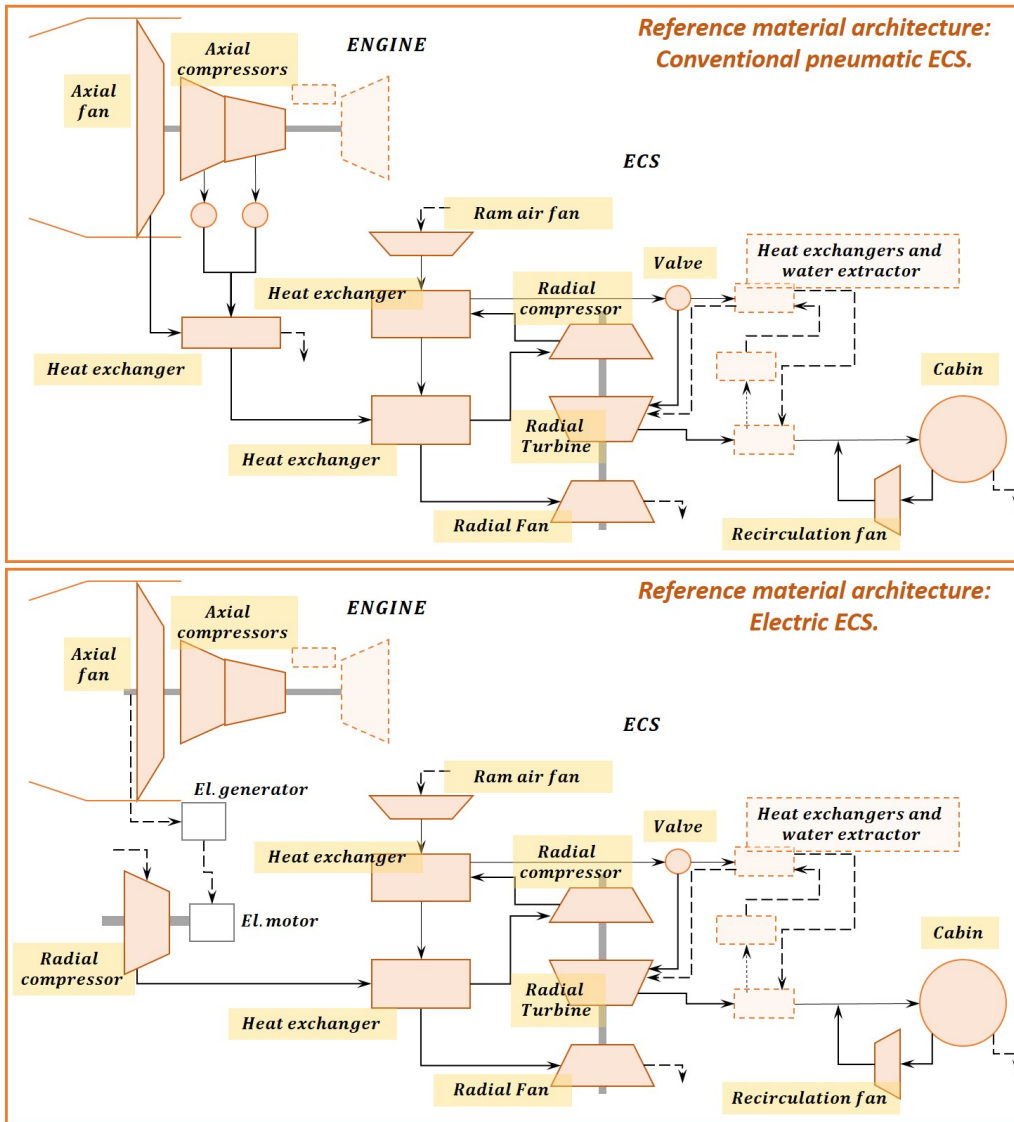 Reference material architecture:
Conventional pneumatic ECS.
ENGINE
Axial
compressors
Axial
fan
ECS
Ram air fan
Heat exchangers and
water extractor
Valve
Heat exchanger
Radial
compressor
Heat exchanger
Cabin
Radial
Turbine
Heat exchanger
Radial Fan
Recirculation fan
Reference material architecture:
Electric ECS.
ENGINE
Axial
compressors
Axial
fan
ECS
El. generator
Ram air fan
Heat exchangers and
water extractor
Valve
Heat exchanger
Radial
compressor
El. motor
Cabin
Radial
compressor
Radial
Turbine
Heat exchanger
Radial Fan
Recirculation fan